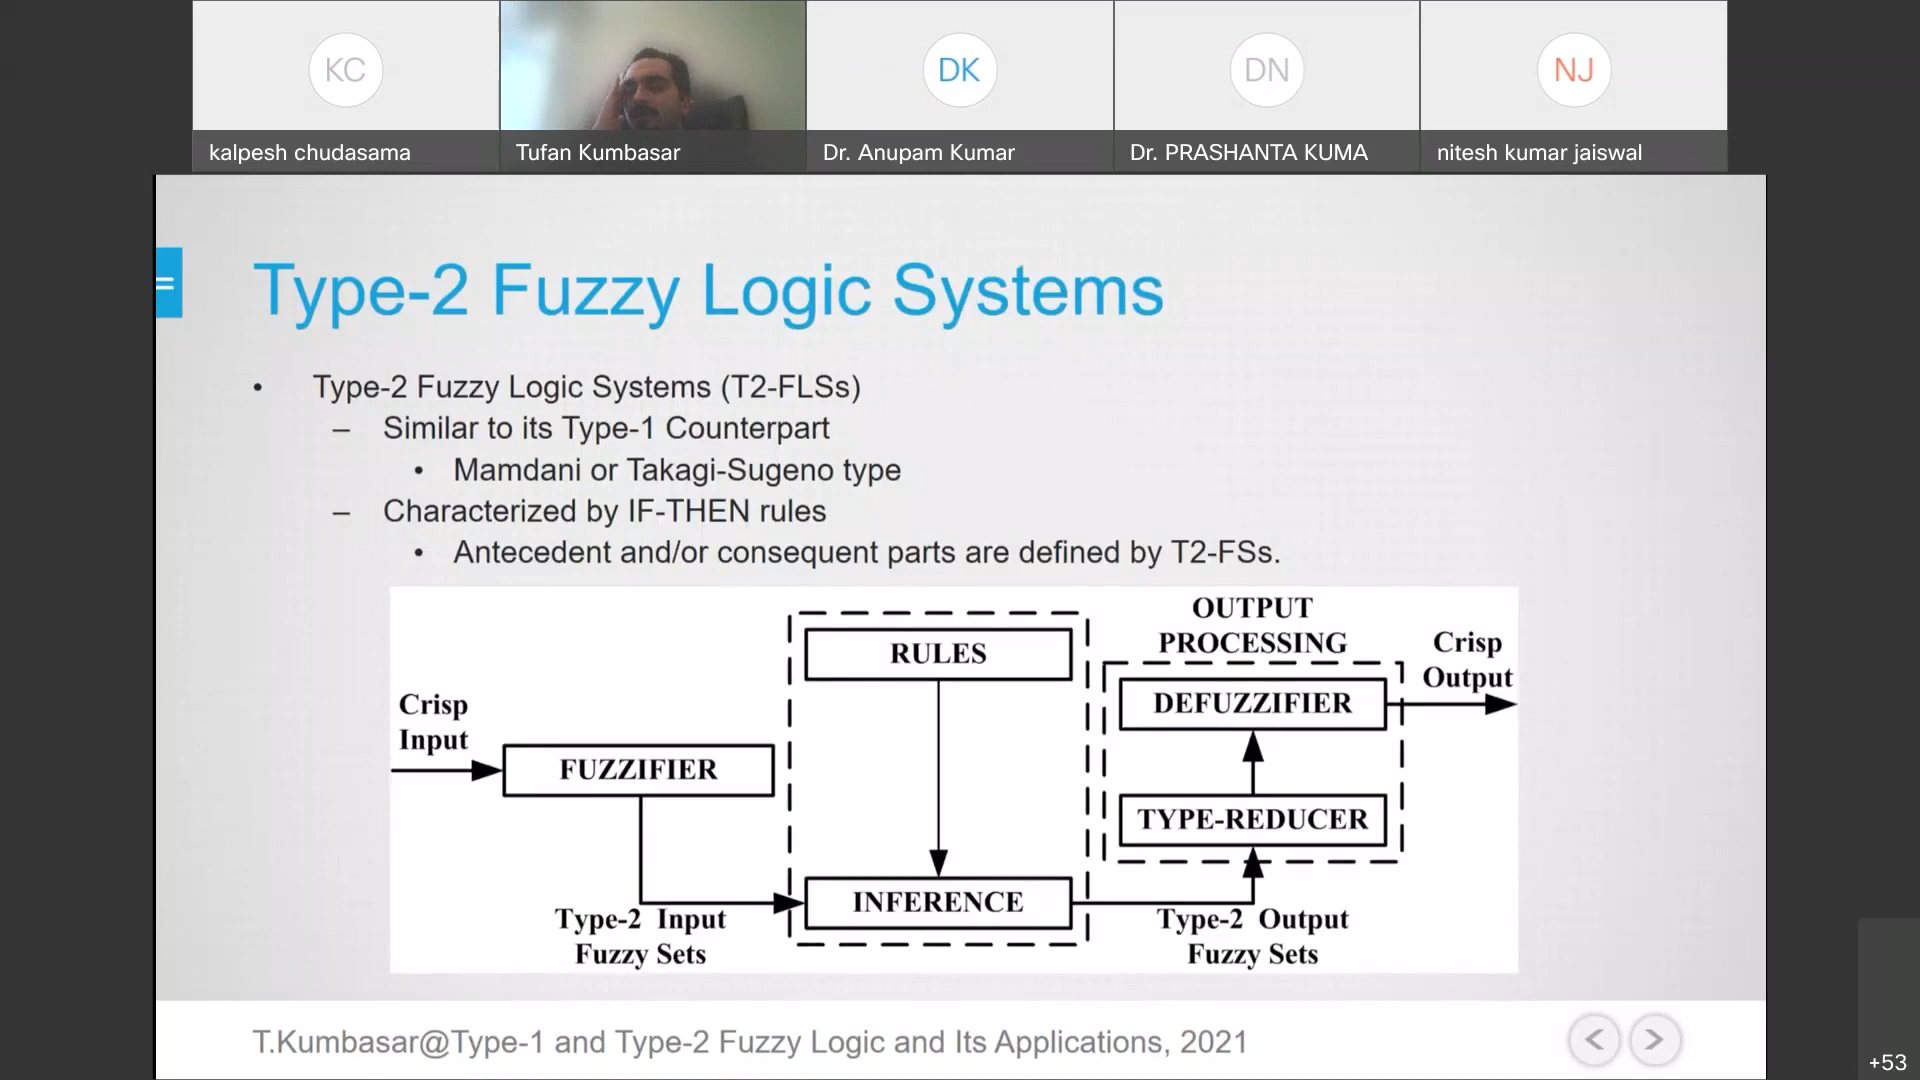 KC
DK
DN
NJ
kalpesh chudasama
Tufan Kumbasar
Dr. Anupam Kumar
Dr. PRASHANTA KUMA
nitesh kumar jaiswal
Type-2 Fuzzy Logic Systems
• Type-2 Fuzzy Logic Systems (T2-FLSs)
– Similar to its Type-1 Counterpart
• Mamdani or Takagi-Sugeno type
– Characterized by IF-THEN rules
• Antecedent and/or consequent parts are defined by T2-FSs.
Crisp
Input
FUZZIFIER
Type-2 Input
Fuzzy Sets
RULES
INFERENCE
OUTPUT
PROCESSING
DEFUZZIFIER
TYPE-REDUCER
Type-2 Output
Fuzzy Sets
Crisp
Output
T.Kumbasar@Type-1 and Type-2 Fuzzy Logic and Its Applications, 2021
< >
+53